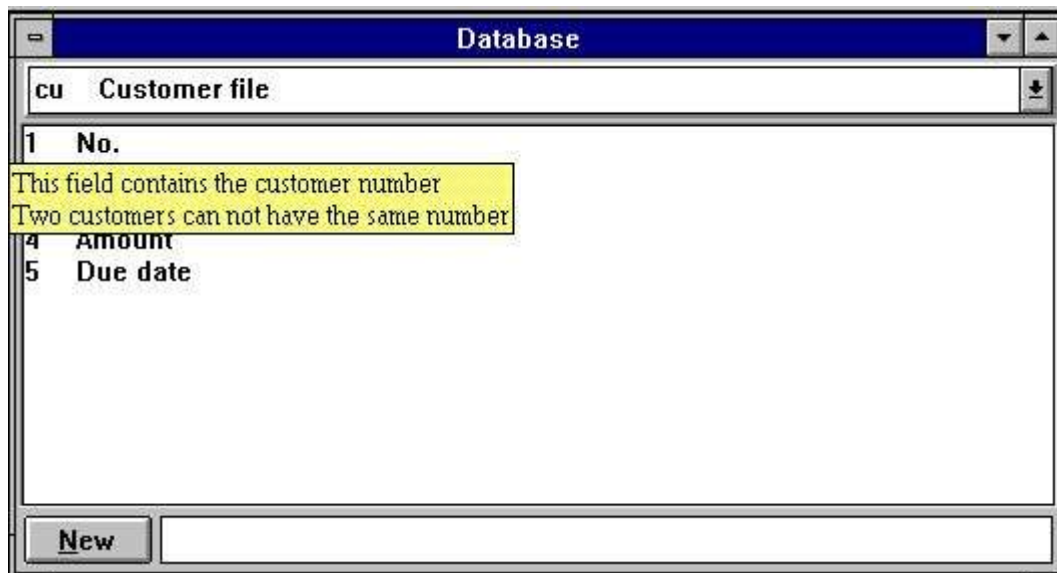 Database
cu Customer file
1 No.
This field contains the customer number
Two customers can not have the same number
4 Amount
5 Due date
New